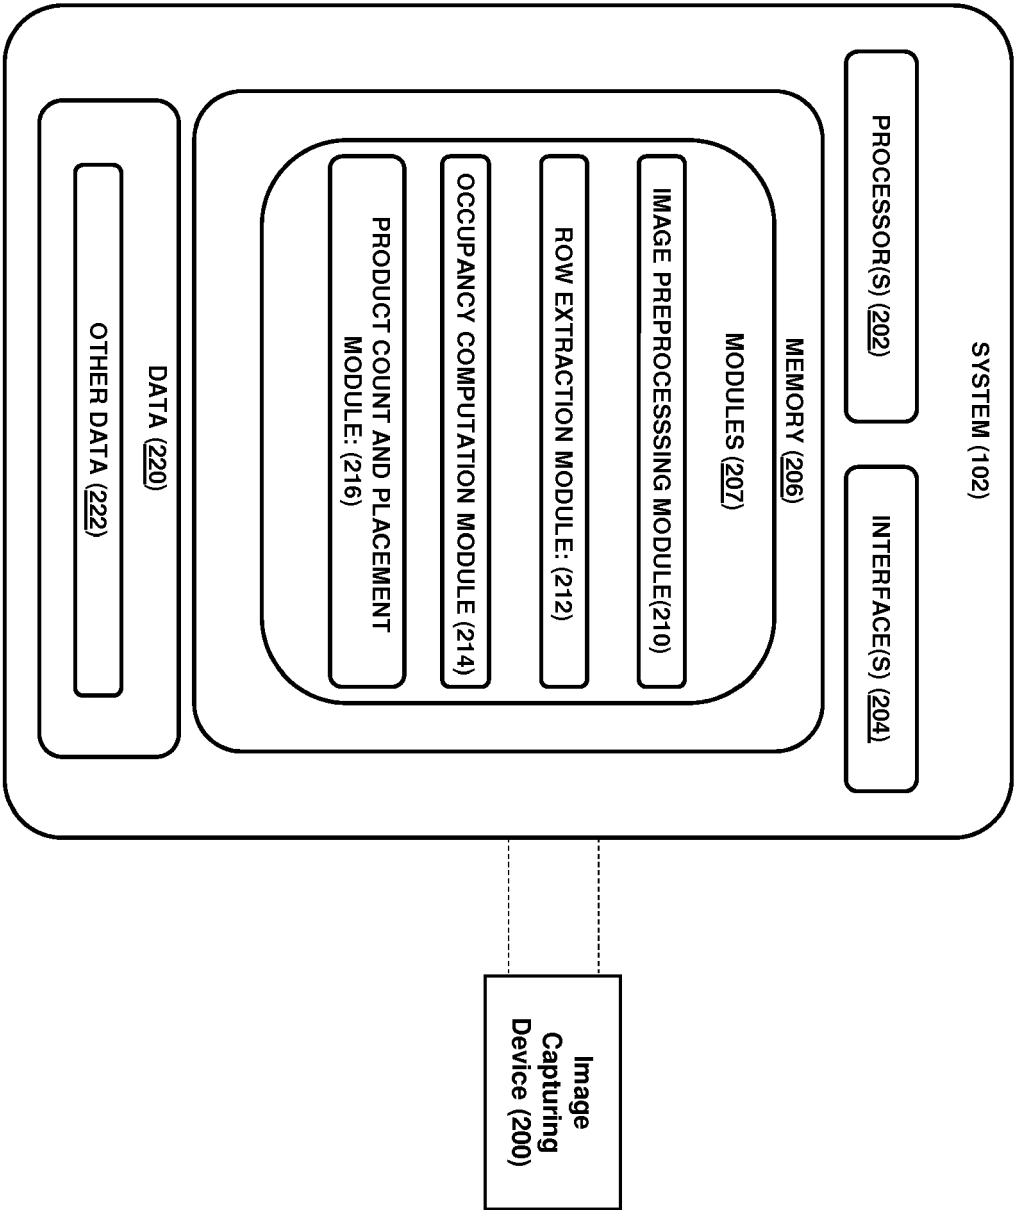 SYSTEM (102)
PROCESSOR(S) (202)
INTERFACE(S) (204)
MEMORY (206)
MODULES (207)
IMAGE PREPROCESSSING MODULE(210)
ROW EXTRACTION MODULE: (212)
OCCUPANCY COMPUTATION MODULE (214)
PRODUCT COUNT AND PLACEMENT
MODULE: (216)
DATA (220)
OTHER DATA (222)
Image
Capturing
Device (200)